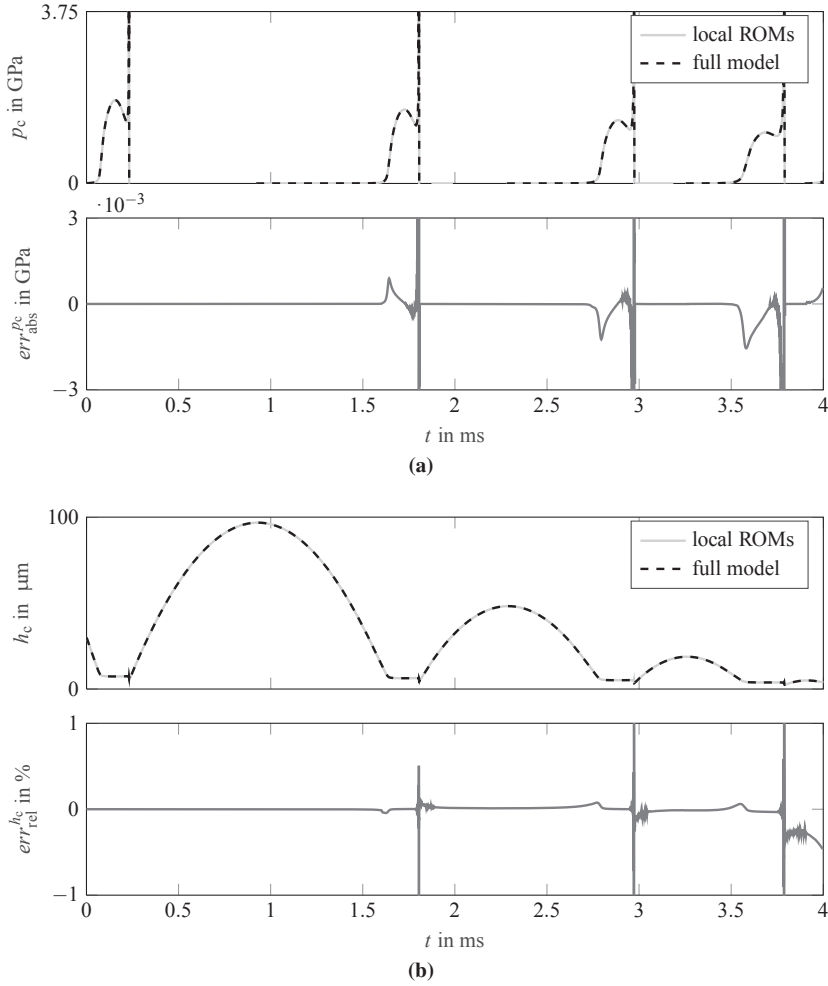 3.75
local ROMs
full model
p_c in GPa
0
·10^−3
3
err_abs^{p_c} in GPa
0
−3
0 0.5 1 1.5 2 2.5 3 3.5 4
t in ms
(a)
100
local ROMs
full model
h_c in μm
0
1
err_rel^{h_c} in %
0
−1
0 0.5 1 1.5 2 2.5 3 3.5 4
t in ms
(b)